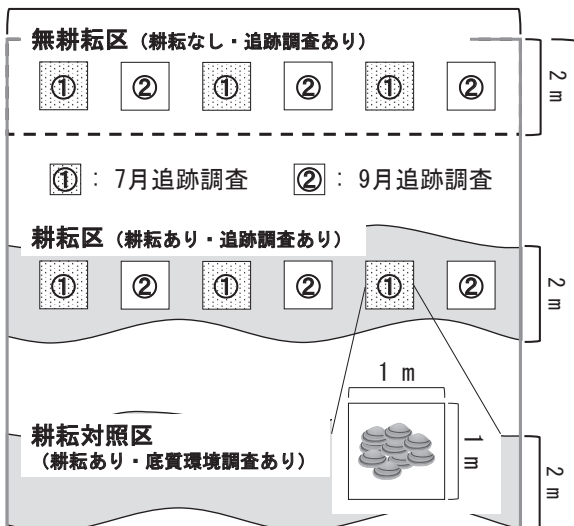 無耕耘区（耕耘なし・追跡調査あり）
① ② ① ② ① ②
2 m
①：7月追跡調査 ②：9月追跡調査
耕耘区（耕耘あり・追跡調査あり）
① ② ① ② ① ②
2 m
1 m
1 m
耕耘対照区
（耕耘あり・底質環境調査あり）
2 m